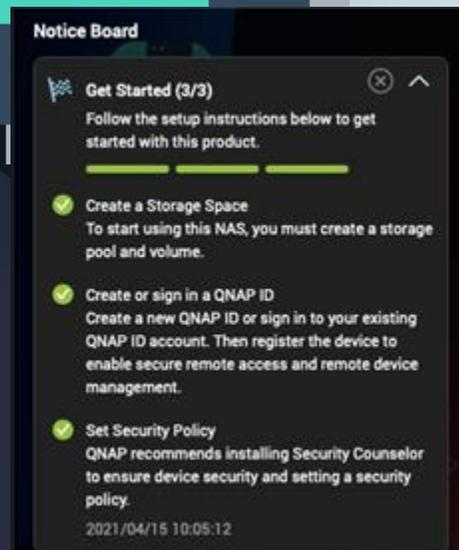 Notice Board
Get Started (3/3)
Follow the setup instructions below to get
started with this product.
Create a Storage Space
To start using this NAS, you must create a storage
pool and volume.
Create or sign in a QNAP ID
Create a new QNAP ID or sign in to your existing
QNAP ID account. Then register the device to
enable secure remote access and remote device
management.
Set Security Policy
QNAP recommends installing Security Counselor
to ensure device security and setting a security
policy.
2021/04/15 10:05:12